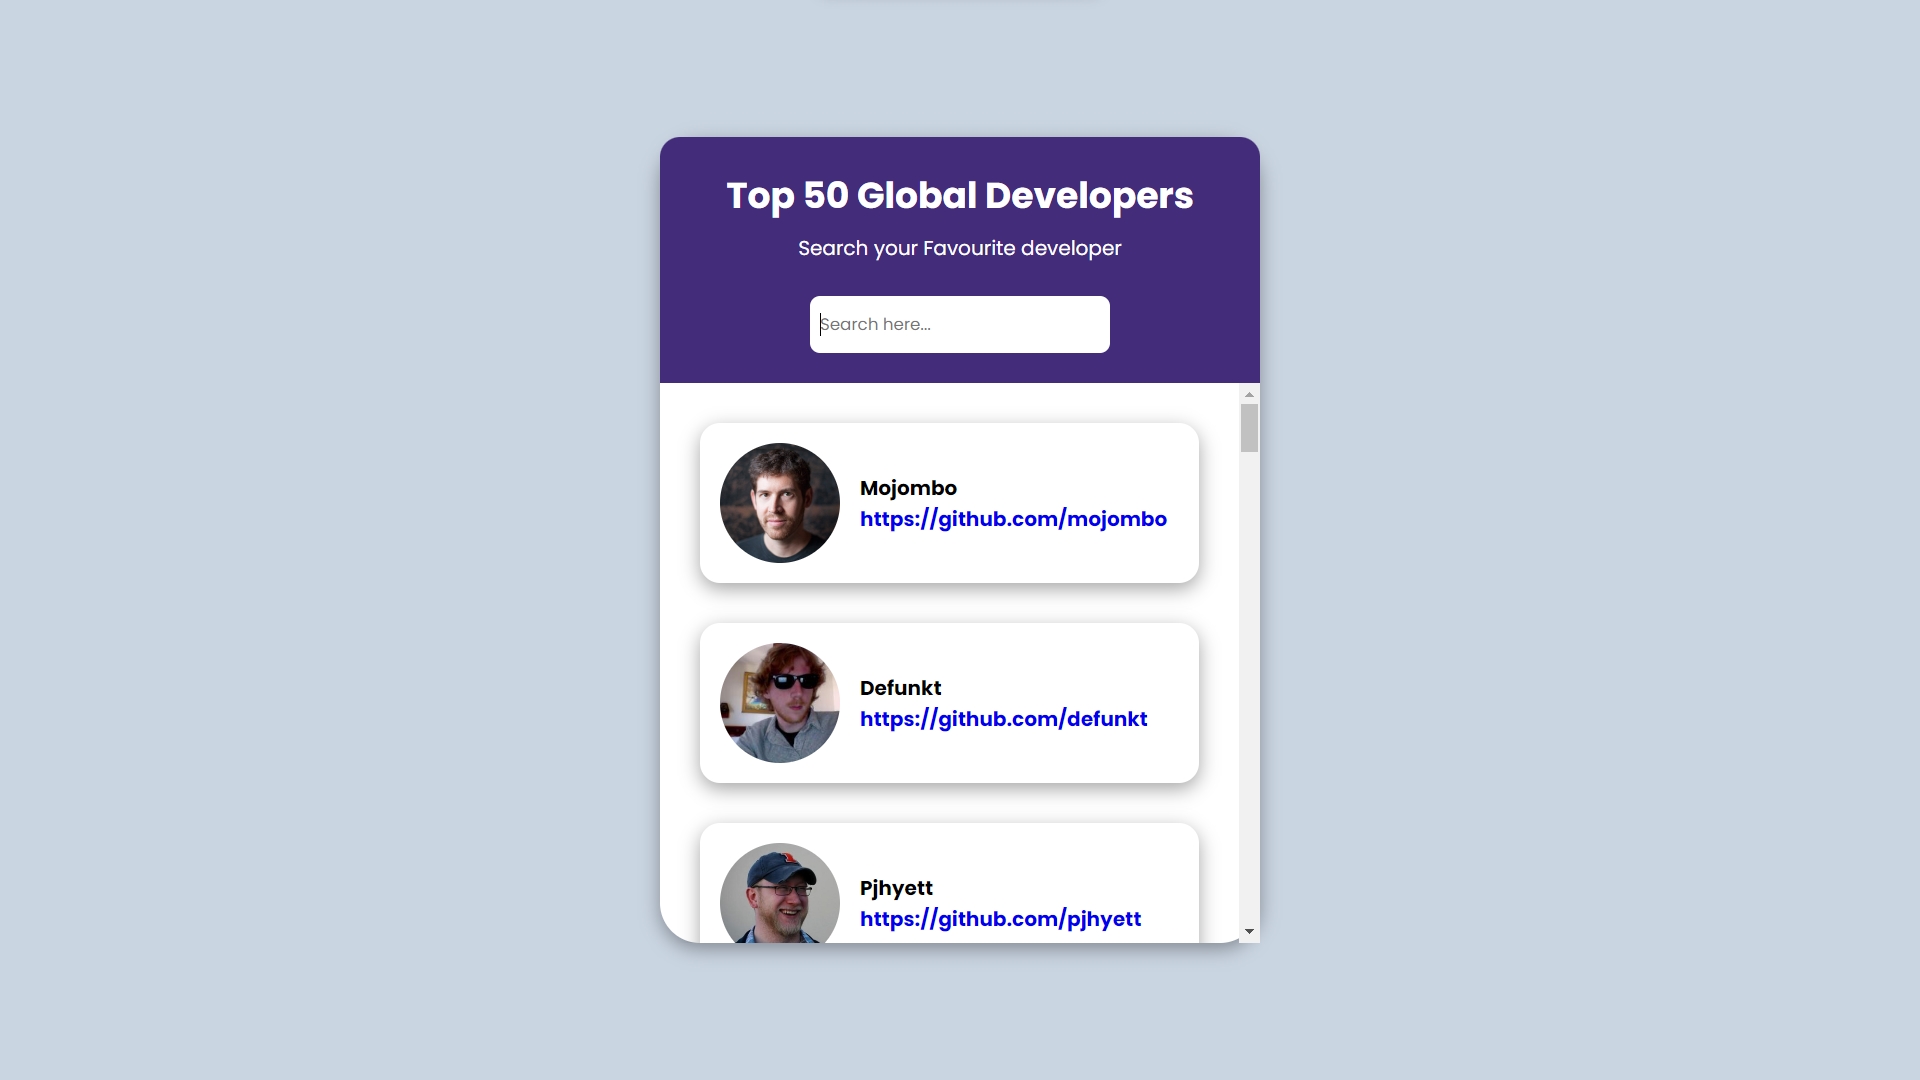 Top 50 Global Developers
Search your Favourite developer
Search here...
Mojombo
https://github.com/mojombo
Defunkt
https://github.com/defunkt
Pjhyett
https://github.com/pjhyett